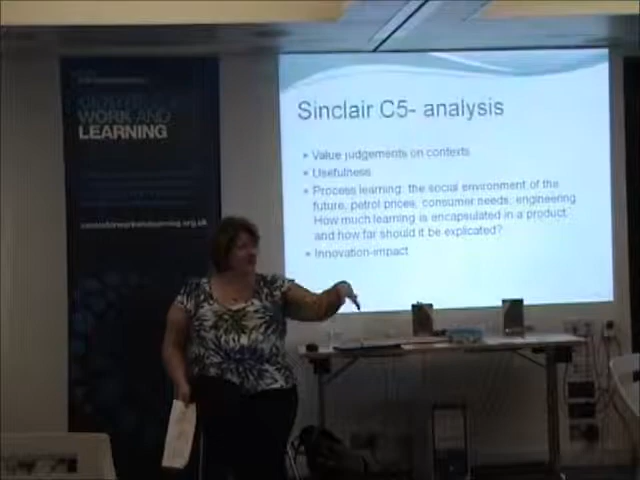 WORK AND
LEARNING
Sinclair C5- analysis
• Value judgements on contexts
• Usefulness
• Process learning: the social environment of the
future, petrol prices, consumer needs, engineering
How much learning is encapsulated in a product
and how far should it be explicated?
• Innovation-impact